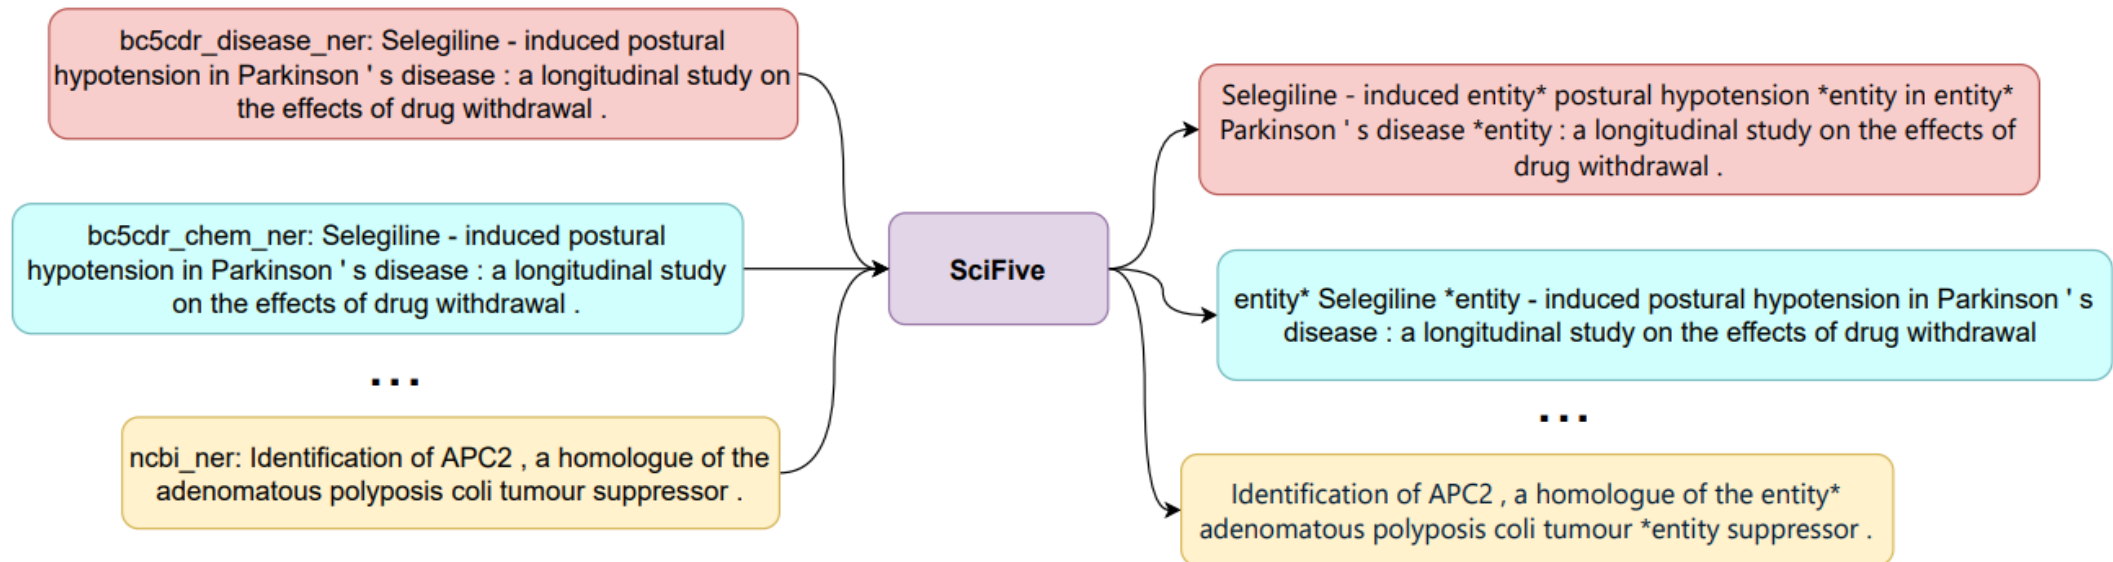 bc5cdr_disease_ner: Selegiline - induced postural
hypotension in Parkinson ' s disease : a longitudinal study on
the effects of drug withdrawal .
bc5cdr_chem_ner: Selegiline - induced postural
hypotension in Parkinson ' s disease : a longitudinal study
on the effects of drug withdrawal .
...
ncbi_ner: Identification of APC2 , a homologue of the
adenomatous polyposis coli tumour suppressor .
SciFive
Selegiline - induced entity* postural hypotension *entity in entity*
Parkinson ' s disease *entity : a longitudinal study on the effects of
drug withdrawal .
entity* Selegiline *entity - induced postural hypotension in Parkinson ' s
disease : a longitudinal study on the effects of drug withdrawal
...
Identification of APC2 , a homologue of the entity*
adenomatous polyposis coli tumour *entity suppressor .